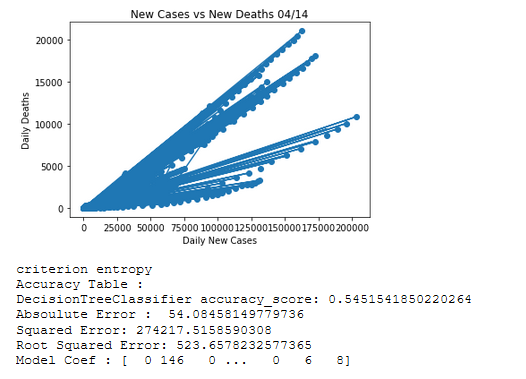 New Cases vs New Deaths 04/14
20000
15000
10000
5000
0
Daily Deaths
0 25000 50000 75000 100000 125000 150000 175000 200000
Daily New Cases
criterion entropy
Accuracy Table :
DecisionTreeClassifier accuracy_score: 0.5451541850220264
Absoulute Error :  54.08458149779736
Squared Error: 274217.5158590308
Root Squared Error: 523.6578232577365
Model Coef : [  0 146   0 ...   0   6   8]